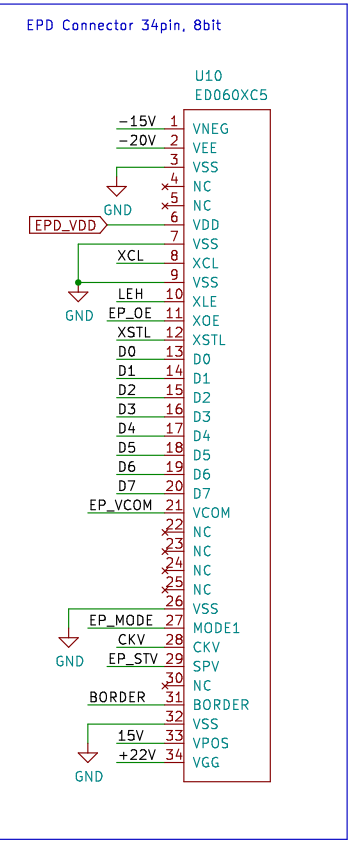 EPD Connector 34pin, 8bit
U10
ED060XC5
-15V 1 VNEG
-20V 2 VEE
3 VSS
4 NC
GND
5 NC
EPD_VDD 6 VDD
7 VSS
XCL 8 XCL
9 VSS
GND
LEH 10 XLE
EP_OE 11 XOE
XSTL 12 XSTL
D0 13 D0
D1 14 D1
D2 15 D2
D3 16 D3
D4 17 D4
D5 18 D5
D6 19 D6
D7 20 D7
EP_VCOM 21 VCOM
22 NC
23 NC
24 NC
25 NC
26 VSS
EP_MODE 27 MODE1
CKV 28 CKV
GND
EP_STV 29 SPV
30 NC
BORDER 31 BORDER
32 VSS
15V 33 VPOS
+22V 34 VGG
GND